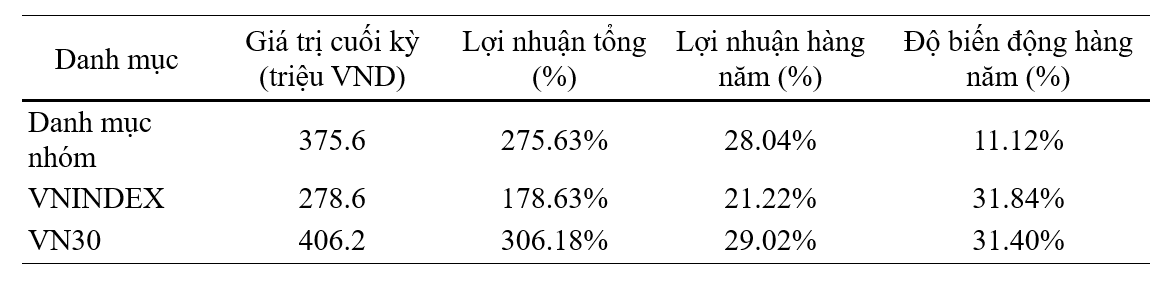 Danh mục Giá trị cuối kỳ (triệu VND) Lợi nhuận tổng (%) Lợi nhuận hàng năm (%) Độ biến động hàng năm (%)
Danh mục nhóm 375.6 275.63% 28.04% 11.12%
VNINDEX 278.6 178.63% 21.22% 31.84%
VN30 406.2 306.18% 29.02% 31.40%